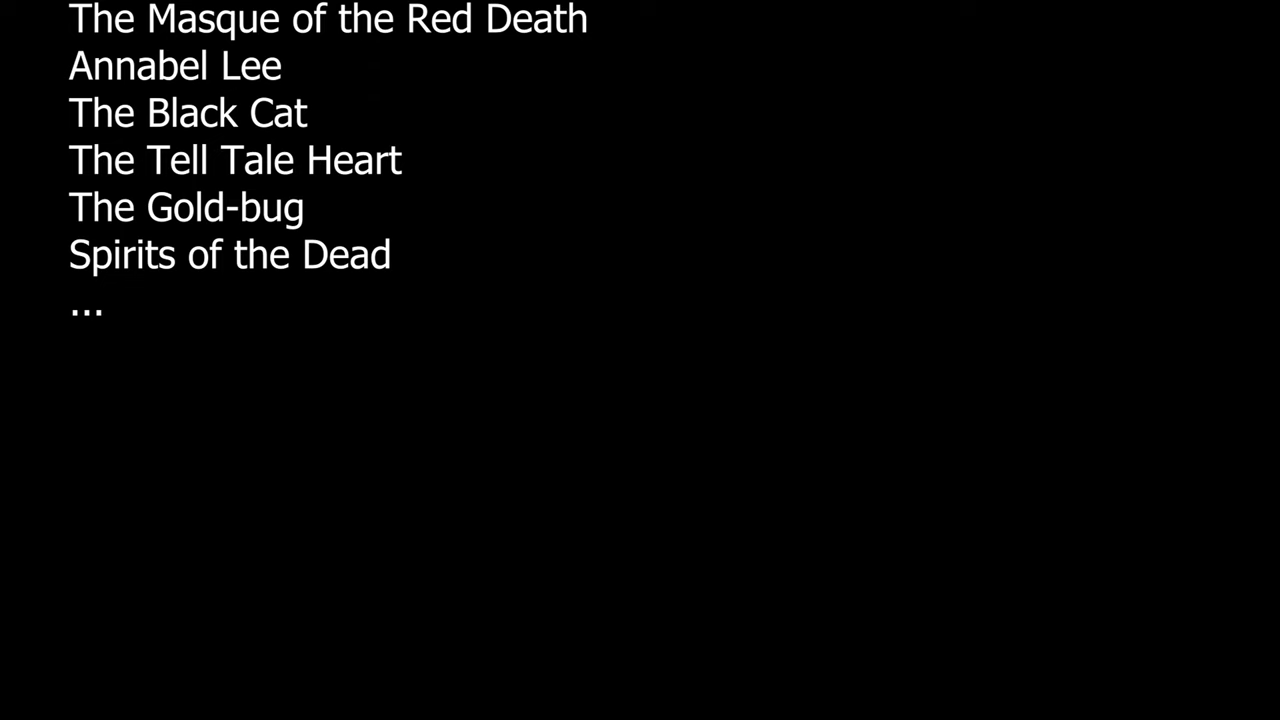 The Masque of the Red Death
Annabel Lee
The Black Cat
The Tell Tale Heart
The Gold-bug
Spirits of the Dead
...